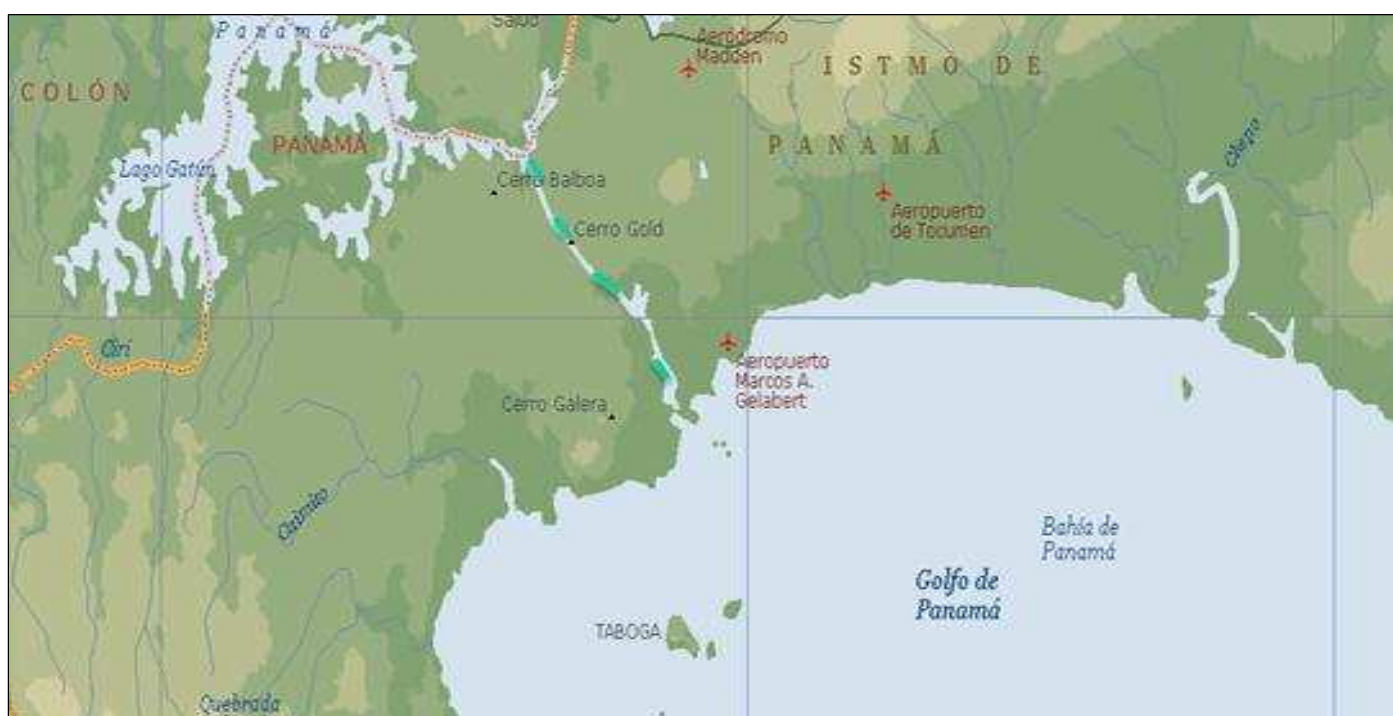 Salud
Panamá
Aeródromo
Madden
ISTMO DE
COLÓN
PANAMÁ
PANAMÁ
Chepo
Lago Gatún
Cerro Balboa
Aeropuerto
de Tocumen
Cerro Gold
Cirí
Aeropuerto
Marcos A.
Gelabert
Cerro Galera
Caimito
Bahía de
Panamá
Golfo de
Panamá
TABOGA
Quebrada